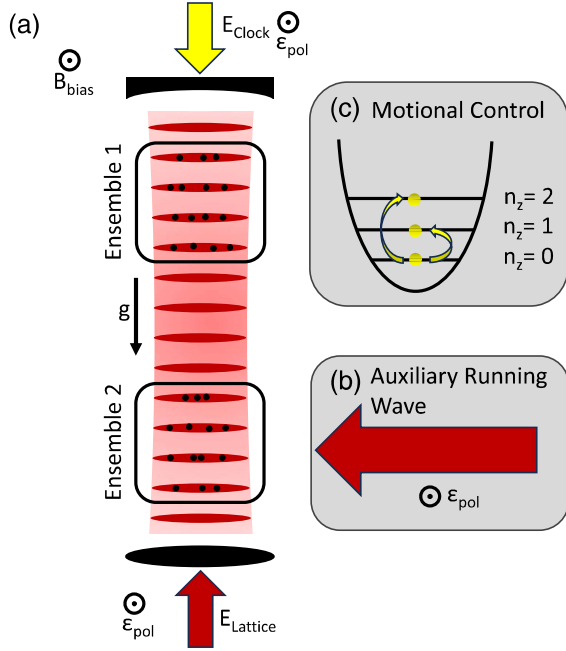 (a)
E_Clock
ε_pol
B_bias
Ensemble 1
g
Ensemble 2
ε_pol
E_Lattice
(c) Motional Control
n_z= 2
n_z= 1
n_z= 0
(b) Auxiliary Running
Wave
ε_pol